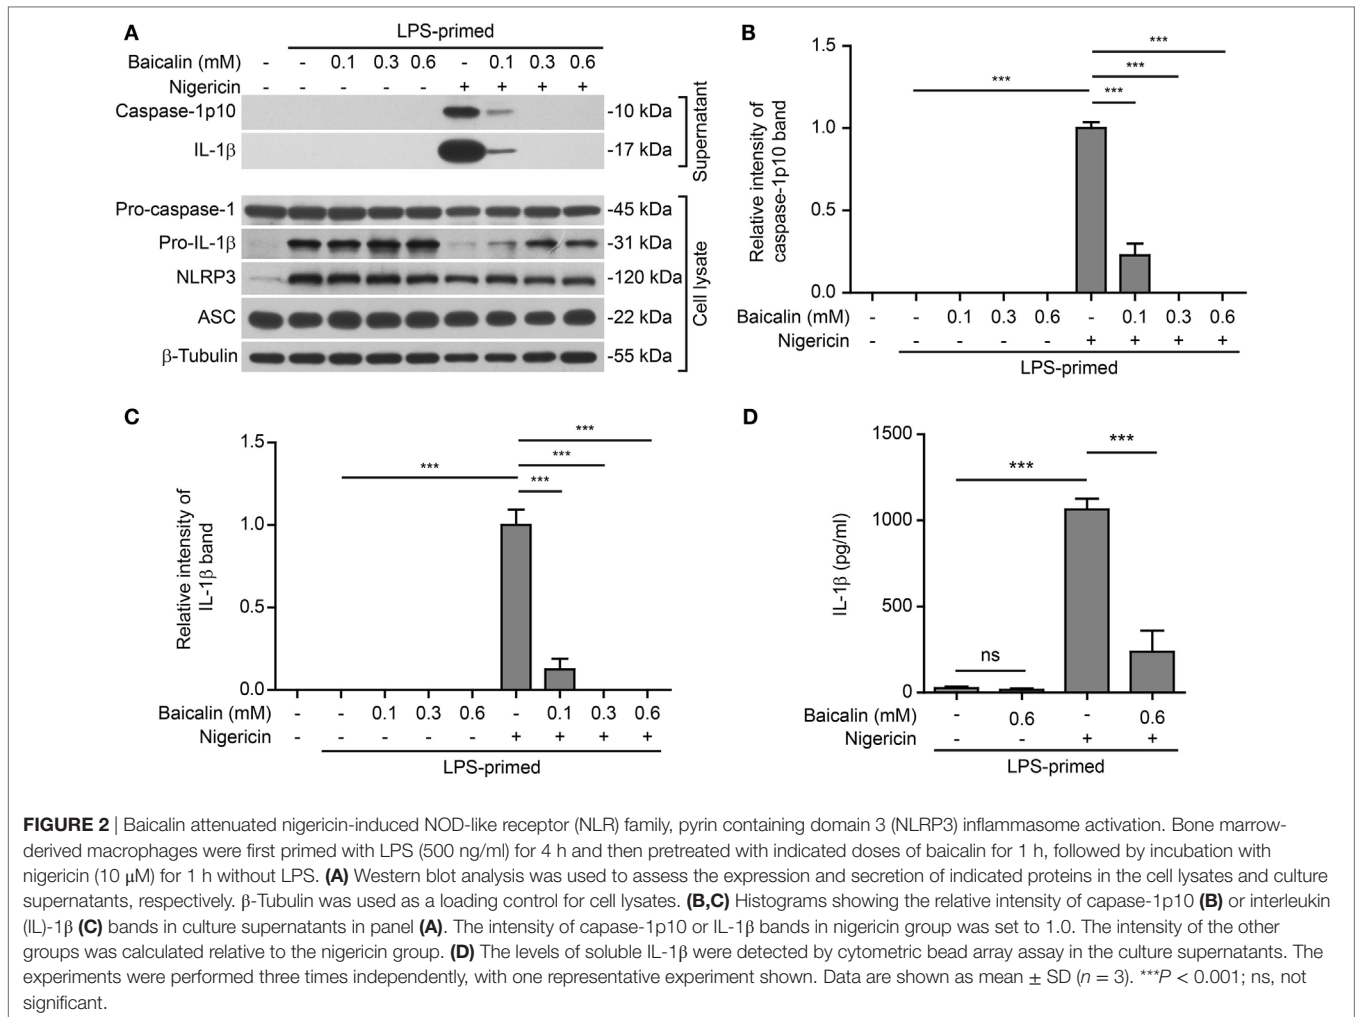 A
LPS-primed
Baicalin (mM) - - 0.1 0.3 0.6 - 0.1 0.3 0.6
Nigericin - - - - - + + + +
Caspase-1p10 -10 kDa
IL-1β -17 kDa
Supernatant
Pro-caspase-1 -45 kDa
Pro-IL-1β -31 kDa
NLRP3 -120 kDa
ASC -22 kDa
β-Tubulin -55 kDa
Cell lysate
B
Relative intensity of
caspase-1p10 band
1.5
1.0
0.5
0.0
***
***
***
***
Baicalin (mM) - - 0.1 0.3 0.6 - 0.1 0.3 0.6
Nigericin - - - - - + + + +
LPS-primed
C
Relative intensity of
IL-1β band
1.5
1.0
0.5
0.0
***
***
***
***
Baicalin (mM) - - 0.1 0.3 0.6 - 0.1 0.3 0.6
Nigericin - - - - - + + + +
LPS-primed
D
IL-1β (pg/ml)
1500
1000
500
0
***
***
ns
Baicalin (mM) - 0.6 - 0.6
Nigericin - - + +
LPS-primed
FIGURE 2 | Baicalin attenuated nigericin-induced NOD-like receptor (NLR) family, pyrin containing domain 3 (NLRP3) inflammasome activation. Bone marrow-
derived macrophages were first primed with LPS (500 ng/ml) for 4 h and then pretreated with indicated doses of baicalin for 1 h, followed by incubation with
nigericin (10 μM) for 1 h without LPS. (A) Western blot analysis was used to assess the expression and secretion of indicated proteins in the cell lysates and culture
supernatants, respectively. β-Tubulin was used as a loading control for cell lysates. (B,C) Histograms showing the relative intensity of capase-1p10 (B) or interleukin
(IL)-1β (C) bands in culture supernatants in panel (A). The intensity of capase-1p10 or IL-1β bands in nigericin group was set to 1.0. The intensity of the other
groups was calculated relative to the nigericin group. (D) The levels of soluble IL-1β were detected by cytometric bead array assay in the culture supernatants. The
experiments were performed three times independently, with one representative experiment shown. Data are shown as mean ± SD (n = 3). ***P < 0.001; ns, not
significant.